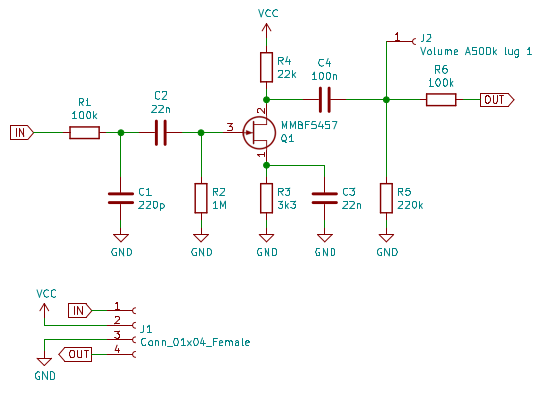 VCC
R4
22k
C4
100n
1
J2
Volume A500k lug 1
R6
100k
OUT
R1
100k
C2
22n
IN
2
3
MMBF5457
Q1
1
C1
220p
R2
1M
R3
3k3
C3
22n
R5
220k
GND
GND
GND
GND
GND
VCC
IN
1
2
3
4
J1
Conn_01x04_Female
OUT
GND